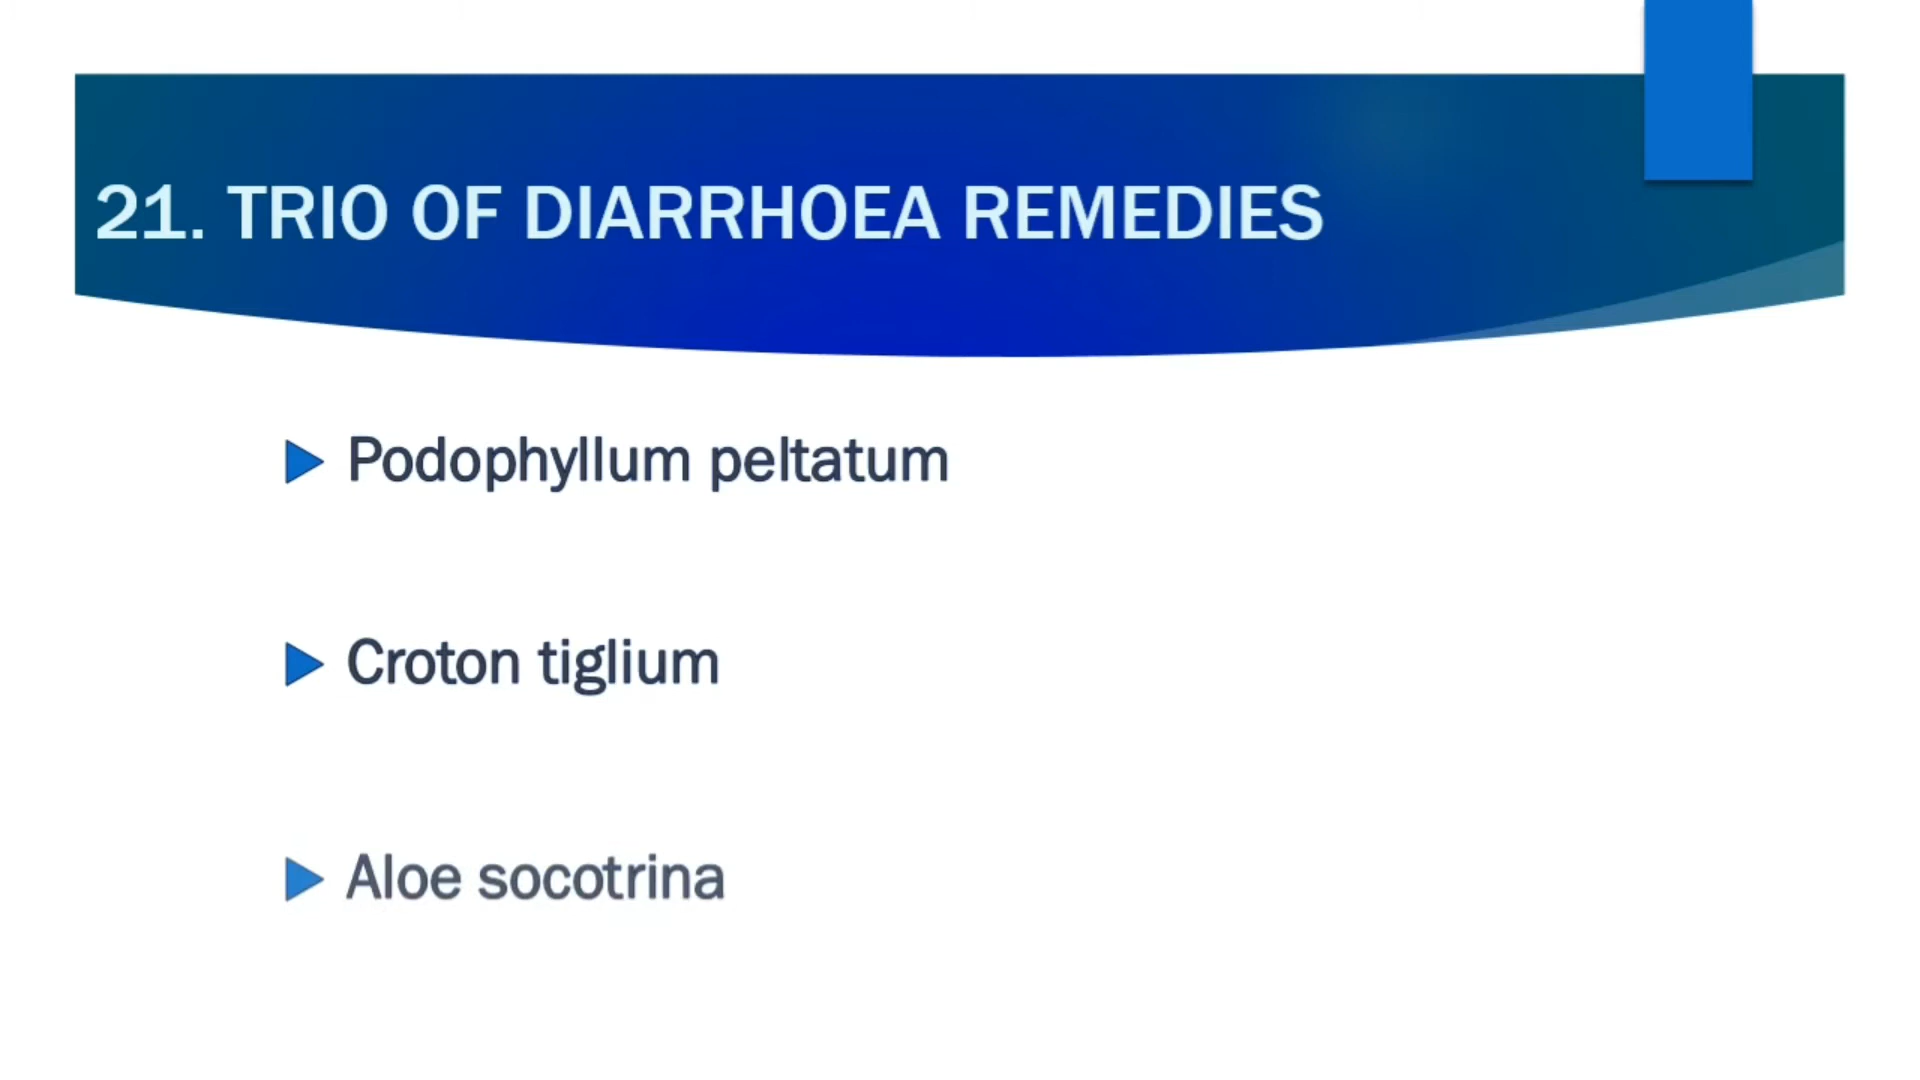 21. TRIO OF DIARRHOEA REMEDIES
Podophyllum peltatum
Croton tiglium
Aloe socotrina